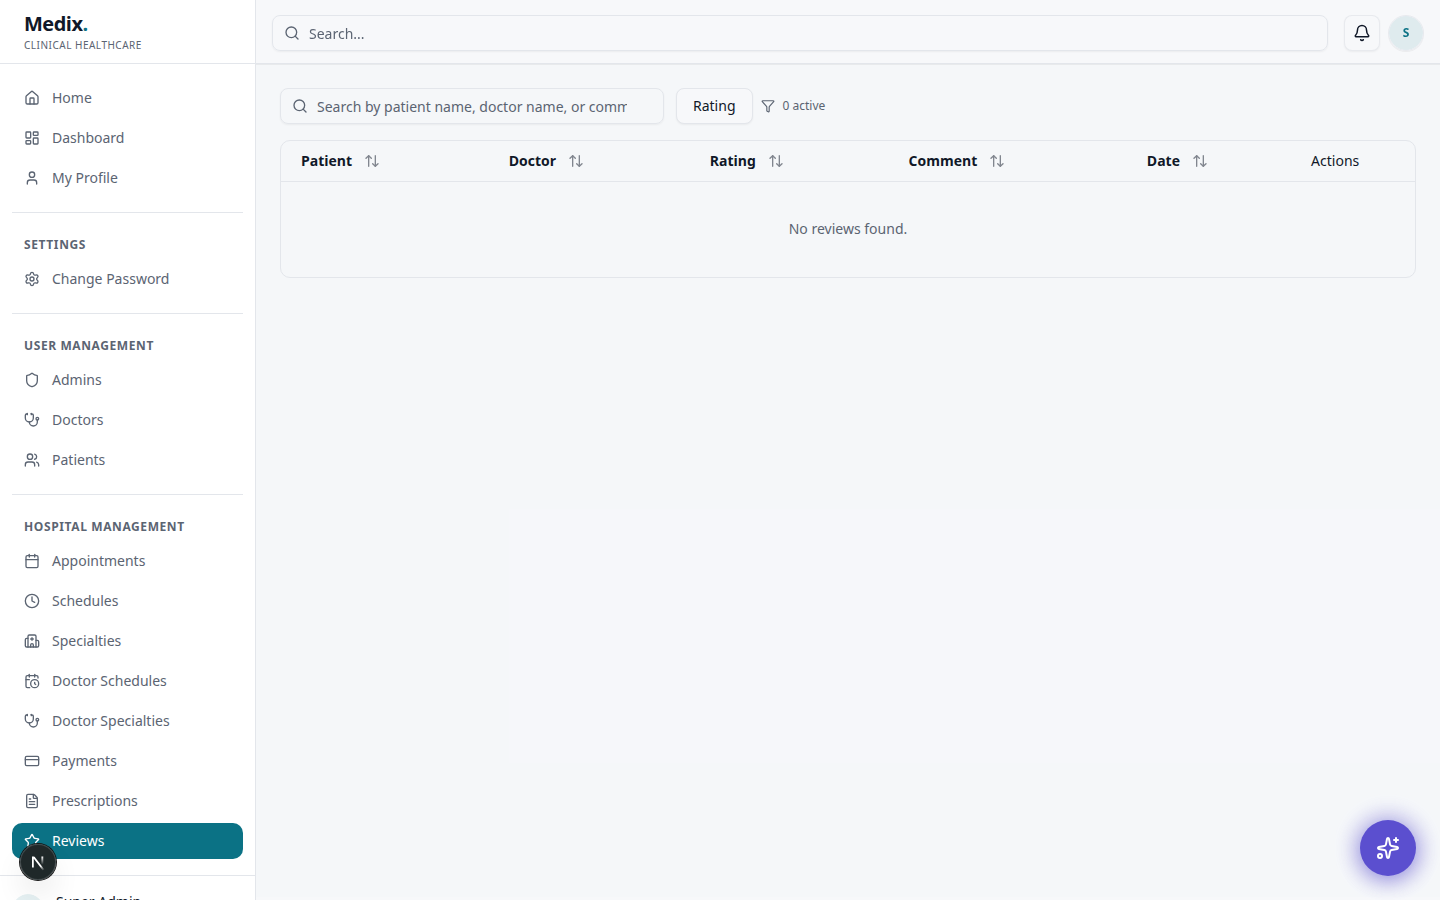 Medix.
CLINICAL HEALTHCARE
Search...
S
Home
Dashboard
My Profile
SETTINGS
Change Password
USER MANAGEMENT
Admins
Doctors
Patients
HOSPITAL MANAGEMENT
Appointments
Schedules
Specialties
Doctor Schedules
Doctor Specialties
Payments
Prescriptions
Reviews
N
Super Admin
Search by patient name, doctor name, or comm
Rating
0 active
Patient Doctor Rating Comment Date Actions
No reviews found.